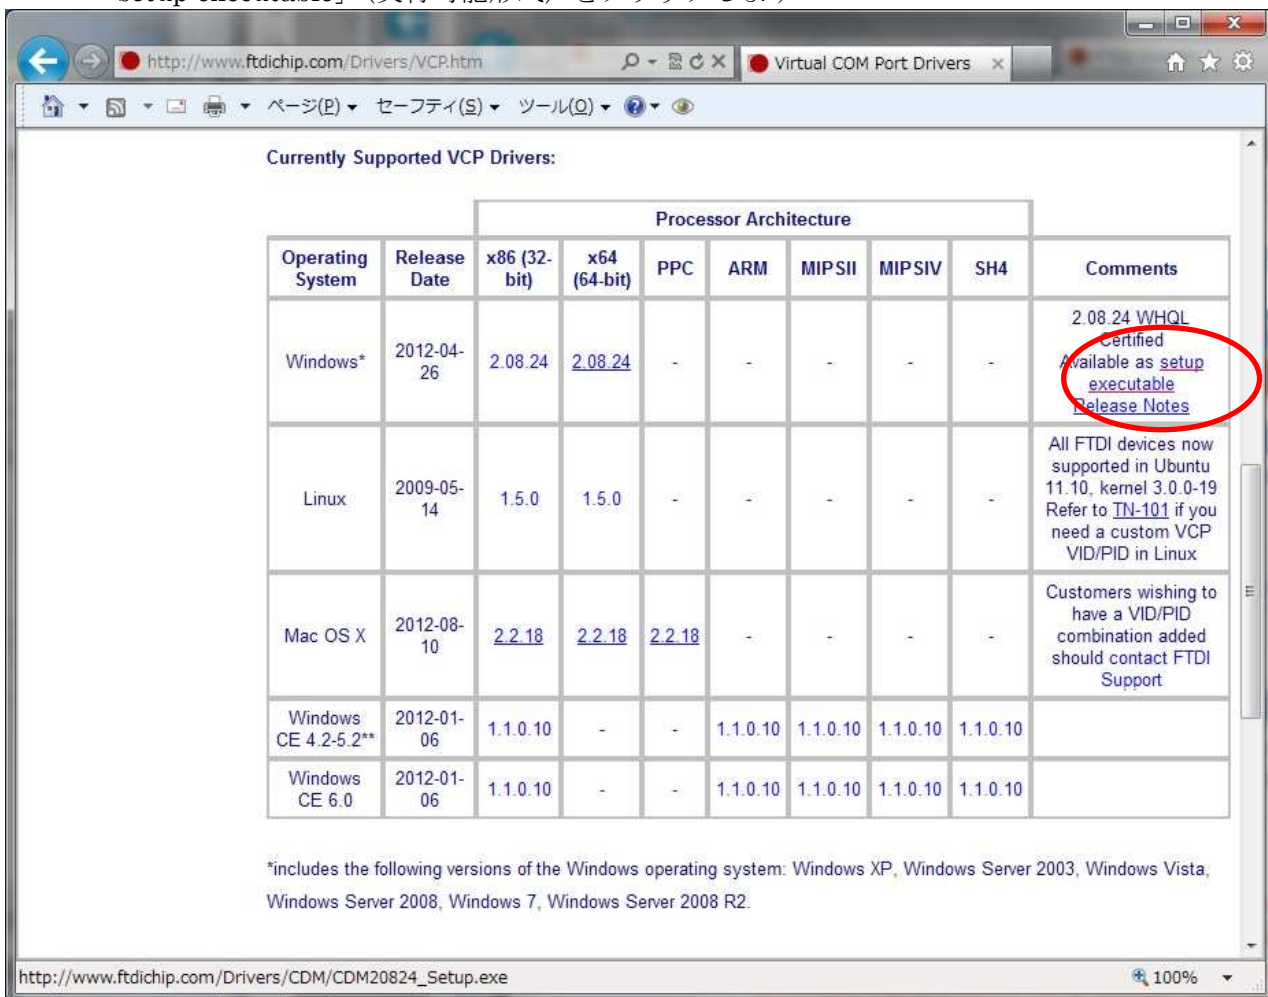 http://www.ftdichip.com/Drivers/VCP.htm
Virtual COM Port Drivers
ページ(P) セーフティ(S) ツール(O)
Currently Supported VCP Drivers:
Processor Architecture
Operating System Release Date x86 (32-bit) x64 (64-bit) PPC ARM MIPSII MIPSIV SH4 Comments
Windows* 2012-04-26 2.08.24 2.08.24 - - - - - 2.08.24 WHQL Certified Available as setup executable Release Notes
Linux 2009-05-14 1.5.0 1.5.0 - - - - - All FTDI devices now supported in Ubuntu 11.10, kernel 3.0.0-19 Refer to TN-101 if you need a custom VCP VID/PID in Linux
Mac OS X 2012-08-10 2.2.18 2.2.18 2.2.18 - - - - Customers wishing to have a VID/PID combination added should contact FTDI Support
Windows CE 4.2-5.2** 2012-01-06 1.1.0.10 - - 1.1.0.10 1.1.0.10 1.1.0.10 1.1.0.10
Windows CE 6.0 2012-01-06 1.1.0.10 - - 1.1.0.10 1.1.0.10 1.1.0.10 1.1.0.10
*includes the following versions of the Windows operating system: Windows XP, Windows Server 2003, Windows Vista,
Windows Server 2008, Windows 7, Windows Server 2008 R2.
http://www.ftdichip.com/Drivers/CDM/CDM20824_Setup.exe
100%